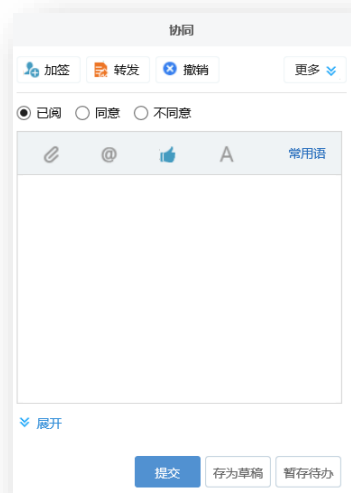 协同
加签 转发 撤销 更多
已阅 同意 不同意
@ A 常用语
展开
提交 存为草稿 暂存待办